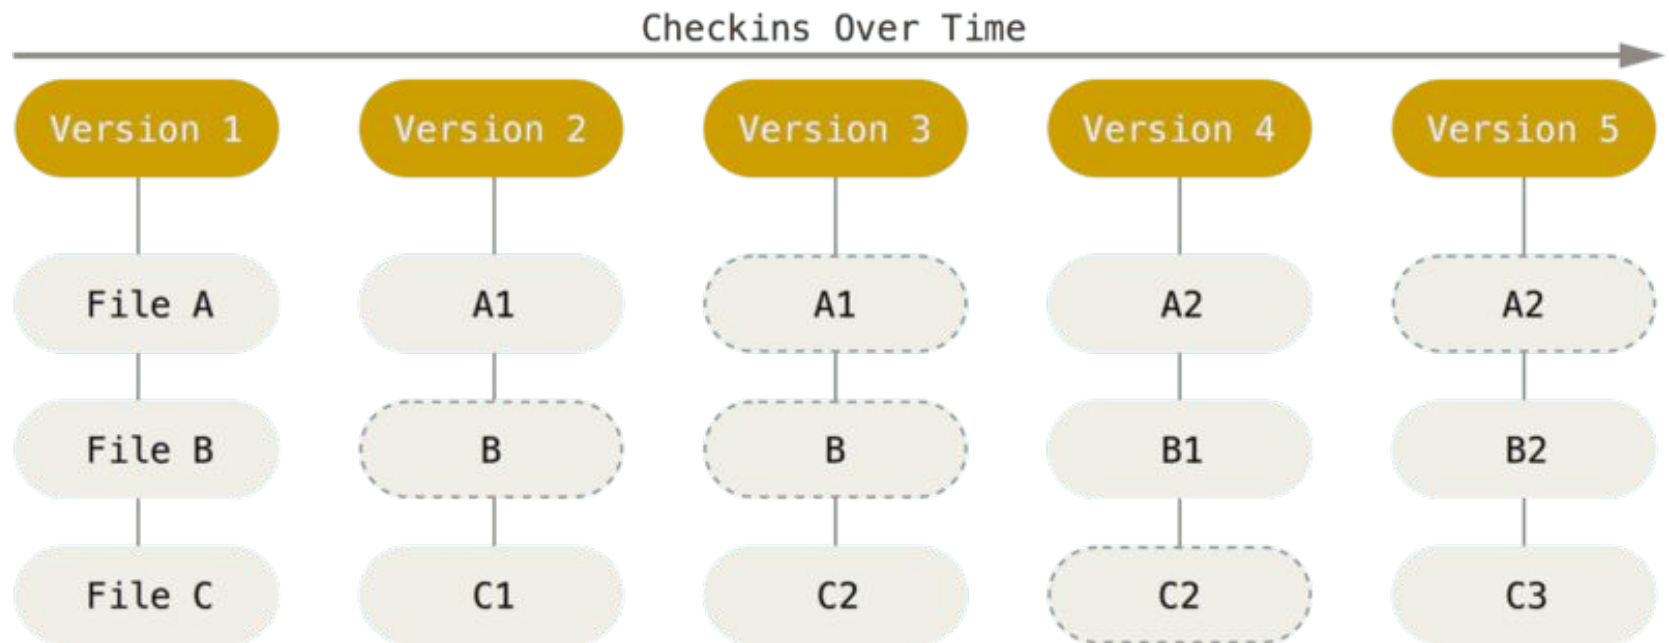 Checkins Over Time
Version 1 Version 2 Version 3 Version 4 Version 5
File A A1 A1 A2 A2
File B B B B1 B2
File C C1 C2 C2 C3